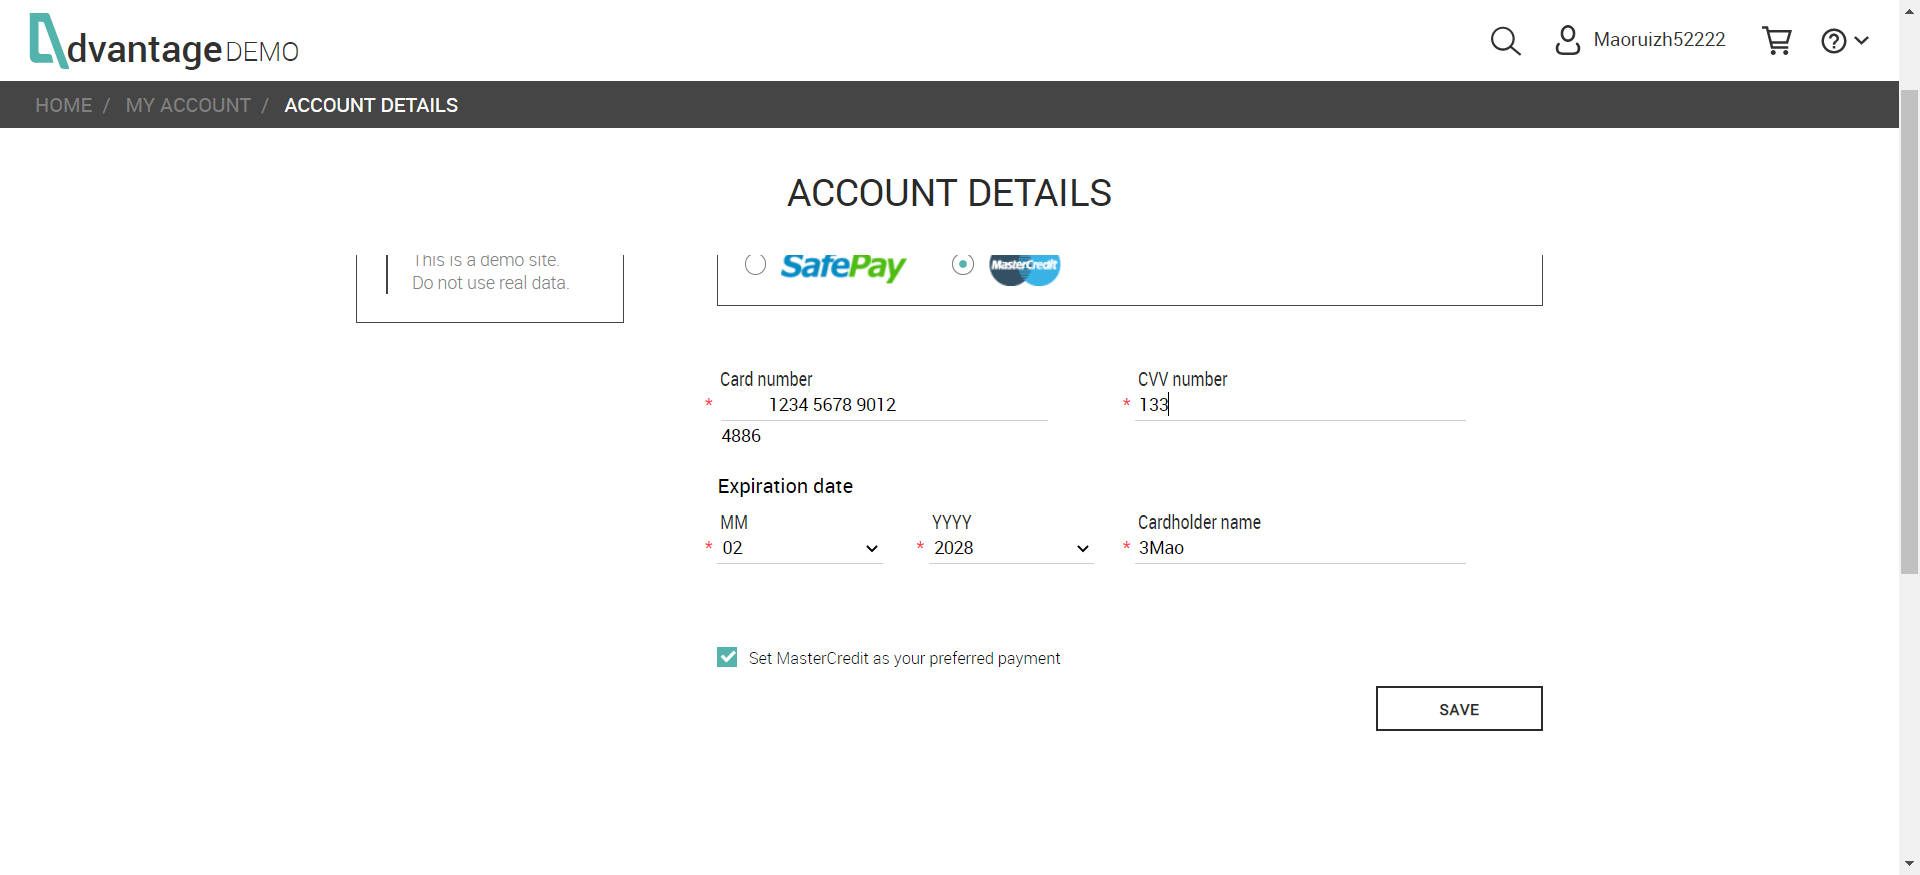 dvantage DEMO
Maoruizh52222
HOME / MY ACCOUNT / ACCOUNT DETAILS
ACCOUNT DETAILS
This is a demo site.
Do not use real data.
SafePay
MasterCredit
Card number
* 1234 5678 9012
4886
CVV number
* 133
Expiration date
MM
* 02
YYYY
* 2028
Cardholder name
* 3Mao
Set MasterCredit as your preferred payment
SAVE